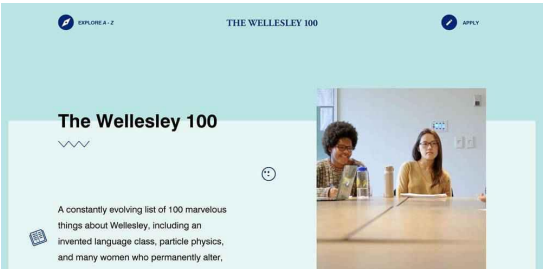 EXPLORE A - Z
THE WELLESLEY 100
APPLY
The Wellesley 100
A constantly evolving list of 100 marvelous
things about Wellesley, including an
invented language class, particle physics,
and many women who permanently alter,